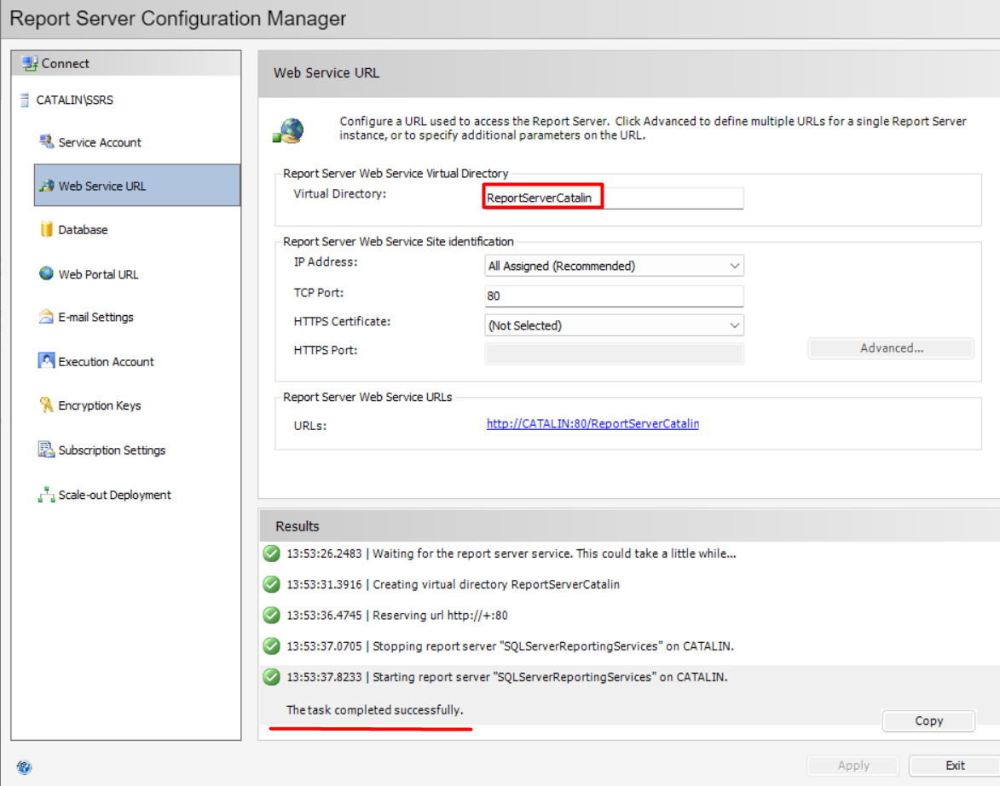 Report Server Configuration Manager
Connect
CATALIN\SSRS
Service Account
Web Service URL
Database
Web Portal URL
E-mail Settings
Execution Account
Encryption Keys
Subscription Settings
Scale-out Deployment
Web Service URL
Configure a URL used to access the Report Server. Click Advanced to define multiple URLs for a single Report Server
instance, or to specify additional parameters on the URL.
Report Server Web Service Virtual Directory
Virtual Directory: ReportServerCatalin
Report Server Web Service Site identification
IP Address: All Assigned (Recommended)
TCP Port: 80
HTTPS Certificate: (Not Selected)
HTTPS Port:
Advanced...
Report Server Web Service URLs
URLs: http://CATALIN:80/ReportServerCatalin
Results
13:53:26.2483 | Waiting for the report server service. This could take a little while...
13:53:31.3916 | Creating virtual directory ReportServerCatalin
13:53:36.4745 | Reserving url http://+:80
13:53:37.0705 | Stopping report server "SQLServerReportingServices" on CATALIN.
13:53:37.8233 | Starting report server "SQLServerReportingServices" on CATALIN.
The task completed successfully.
Copy
Apply Exit